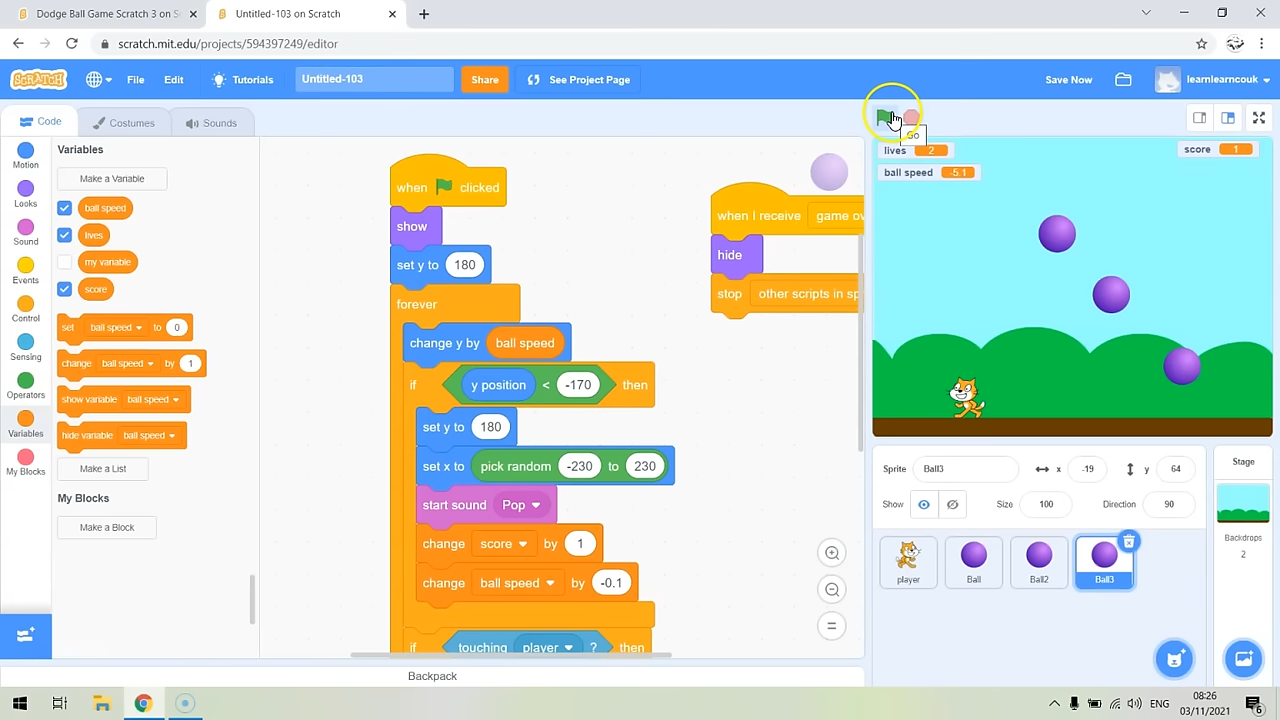 Dodge Ball Game Scratch 3 on S
Untitled-103 on Scratch
scratch.mit.edu/projects/594397249/editor
SCRATCH
File
Edit
Tutorials
Untitled-103
Share
See Project Page
Save Now
learnlearncouk
Code
Costumes
Sounds
Go
Motion
Looks
Sound
Events
Control
Sensing
Operators
Variables
My Blocks
Variables
Make a Variable
ball speed
lives
my variable
score
set ball speed to 0
change ball speed by 1
show variable ball speed
hide variable ball speed
Make a List
My Blocks
Make a Block
when clicked
show
set y to 180
forever
change y by ball speed
if y position < -170 then
set y to 180
set x to pick random -230 to 230
start sound Pop
change score by 1
change ball speed by -0.1
if touching player ? then
when I receive game ov
hide
stop other scripts in sp
lives 2
ball speed -5.1
score 1
Sprite Ball3 x -19 y 64
Show Size 100 Direction 90
player
Ball
Ball2
Ball3
Stage
Backdrops
2
Backpack
ENG
08:26
03/11/2021
6